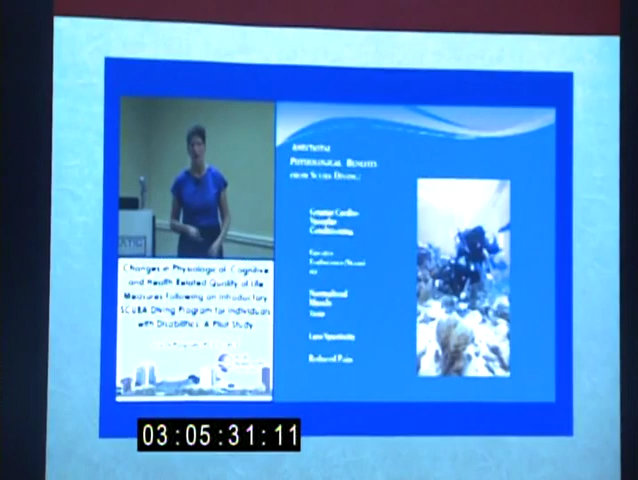 PHYSIOLOGICAL BENEFITS
FROM SCUBA DIVING:
Greater Cardio-
Vascular
Conditioning
Greater
Normalized
Muscle
Tone
Less Spasticity
Reduced Pain
Changes in Physiological, Cognitive
and Health Related Quality of Life
Measures Following an Introductory
SCUBA Diving Program for Individuals
with Disabilities: A Pilot Study
03:05:31:11